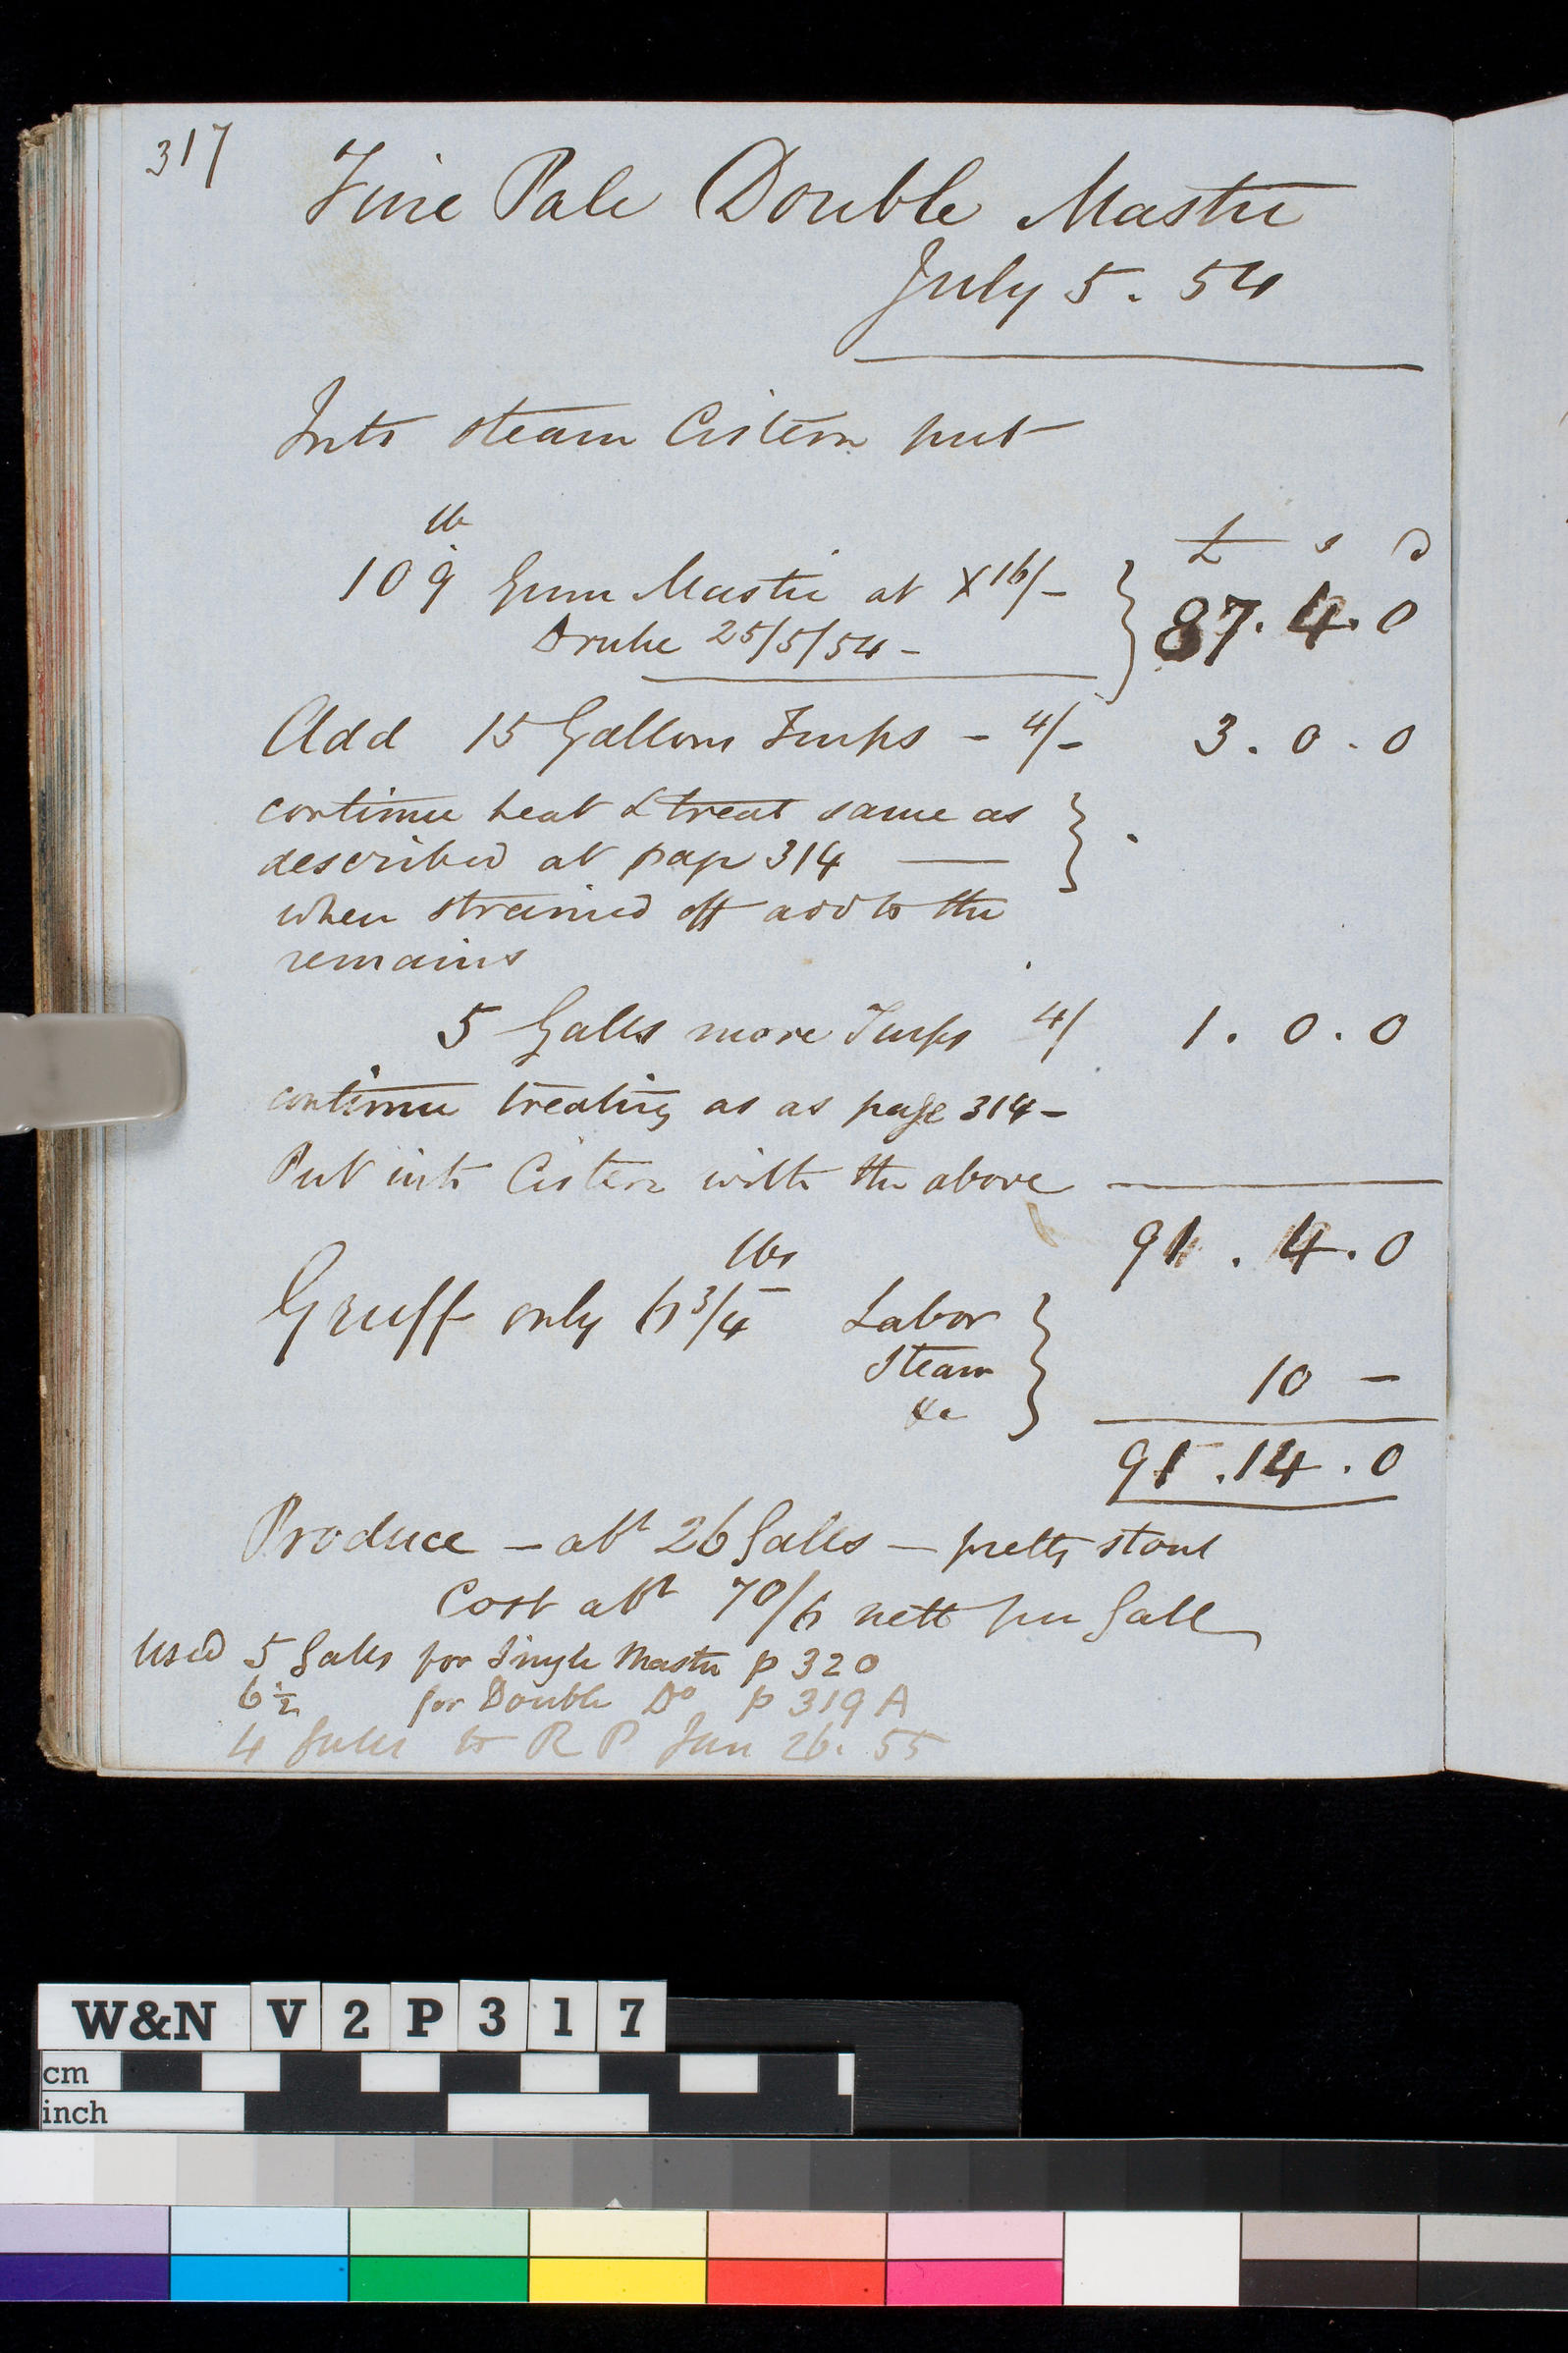 317
Fine Pale Double Mastic
July 5. 54
Into steam Cistern put
lb
£ s d
109 Gum Mastic at X16/- } 87.4.0
Druke 25/5/54 -
Add 15 Gallons Turps - 4/- 3.0.0
continue heat & treat same as
described at page 314 —
when strained off add to the
remains
5 Galls more Turps 4/ 1.0.0
continue treating as as page 314 -
Put into Cistern with the above
91.4.0
lbs
Gruff only 6 3/4 Labor
Steam } 10 -
&c
91.14.0
Produce - abt 26 Galls - pretty stout
Cost abt 70/6 nett per Gall
Used 5 Galls for Single Mastic p 320
6 1/2 for Double Do p 319 A
4 Galls to R P Jan 26. 55
W&N V 2 P 3 1 7
cm
inch